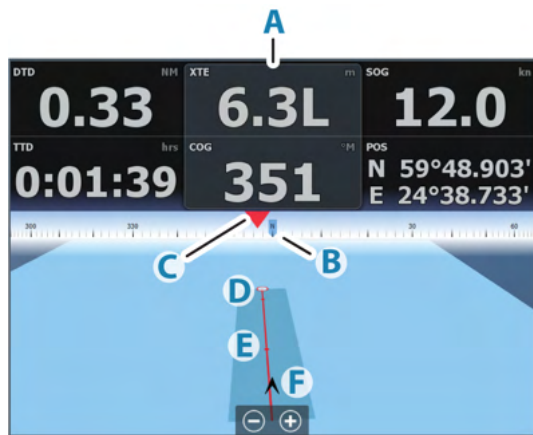 A
DTD NM XTE m SOG kn
0.33 6.3L 12.0
TTD hrs COG °M POS
0:01:39 351 N 59°48.903'
E 24°38.733'
300 330 N 30 60
C B
D
E
F